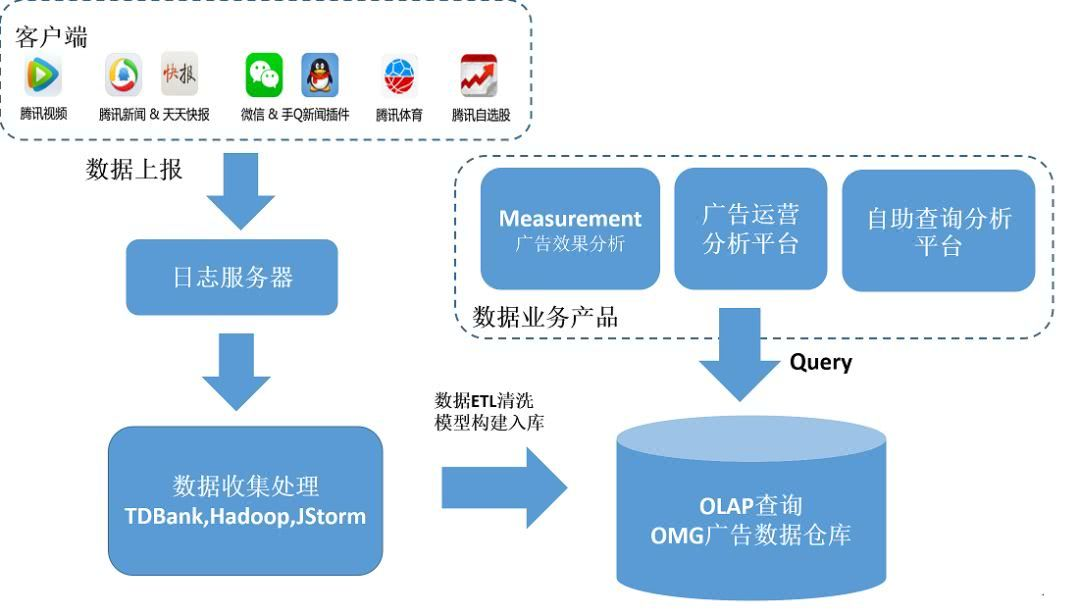 客户端
快报
腾讯视频
腾讯新闻 & 天天快报
微信 & 手Q新闻插件
腾讯体育
腾讯自选股
数据上报
日志服务器
数据收集处理
TDBank,Hadoop,JStorm
数据ETL清洗
模型构建入库
Measurement
广告效果分析
广告运营
分析平台
自助查询分析
平台
数据业务产品
Query
OLAP查询
OMG广告数据仓库